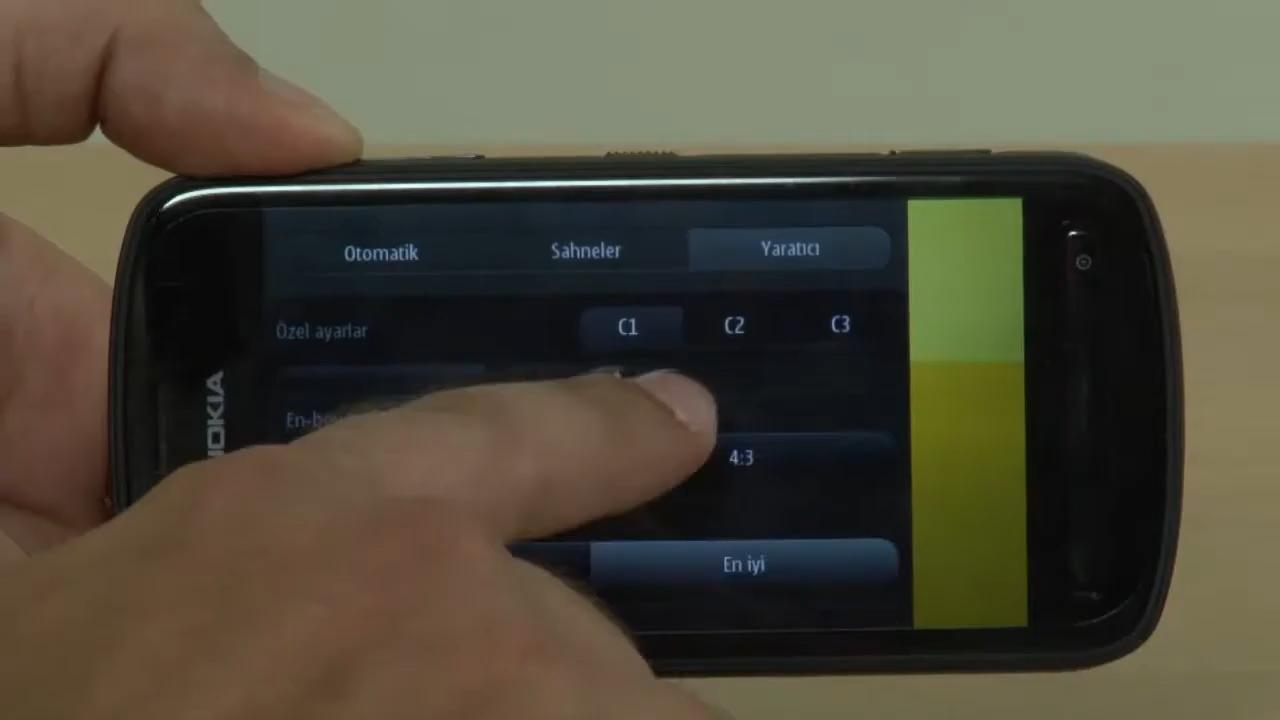 Otomatik Sahneler Yaratıcı
Özel ayarlar C1 C2 C3
NOKIA
4:3
En iyi